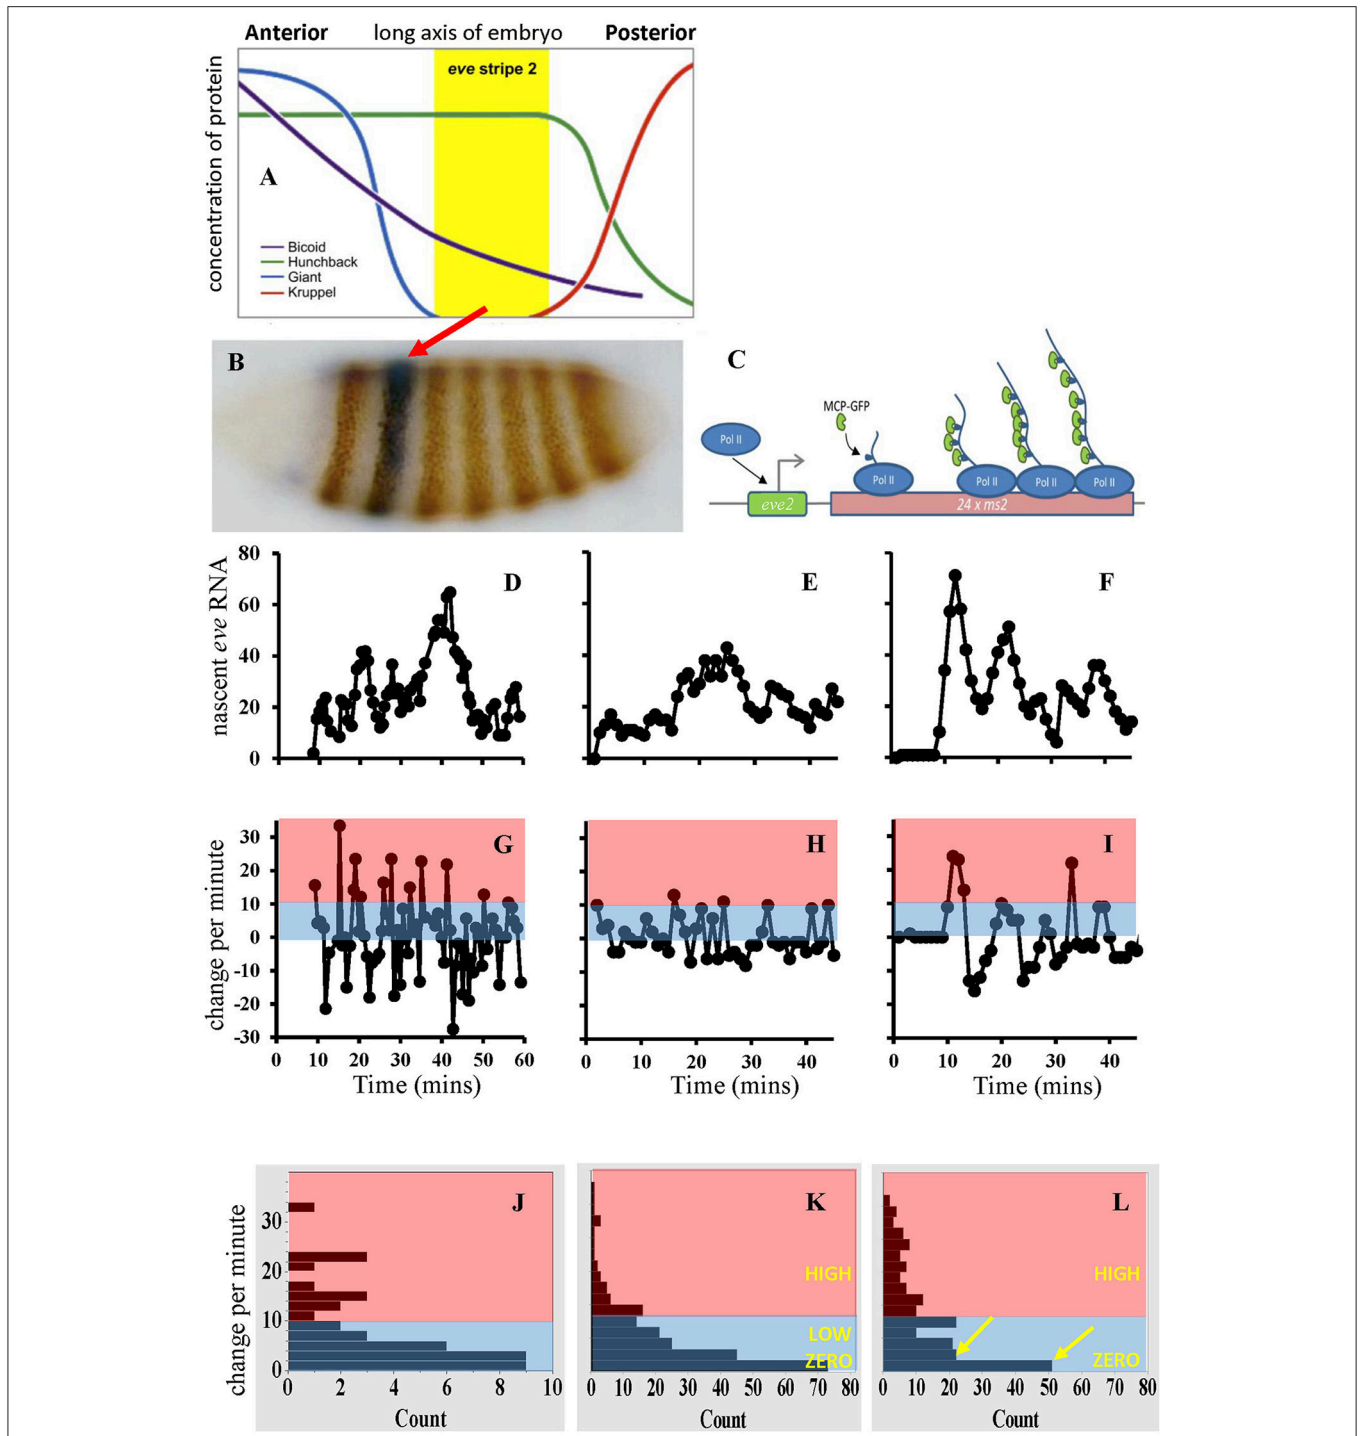 Anterior long axis of embryo Posterior
concentration of protein
eve stripe 2
A
Bicoid
Hunchback
Giant
Kruppel
B
C
MCP-GFP
Pol II
Pol II
Pol II
Pol II
Pol II
eve2
24 x ms2
nascent eve RNA
80
60
40
20
0
D
E
F
change per minute
30
20
10
0
-10
-20
-30
G
H
I
0 10 20 30 40 50 60
0 10 20 30 40
0 10 20 30 40
Time (mins) Time (mins) Time (mins)
change per minute
30
20
10
0
J
K
L
HIGH
HIGH
LOW
ZERO
ZERO
0 2 4 6 8 10
0 10 20 30 40 50 60 70 80
0 10 20 30 40 50 60 70 80
Count Count Count